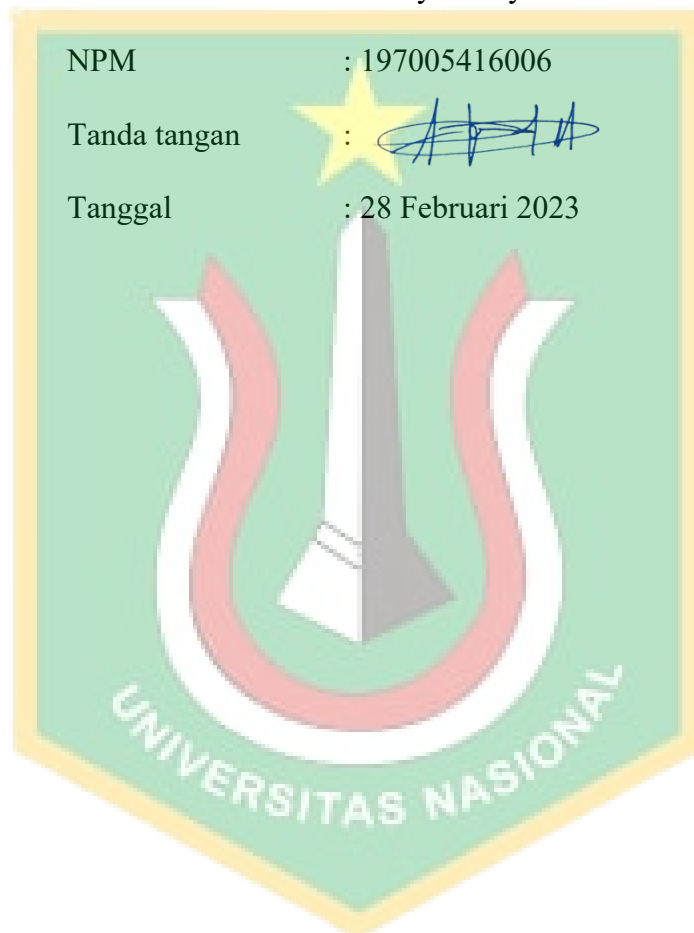 NPM : 197005416006
Tanda tangan :
Tanggal : 28 Februari 2023
UNIVERSITAS NASIONAL